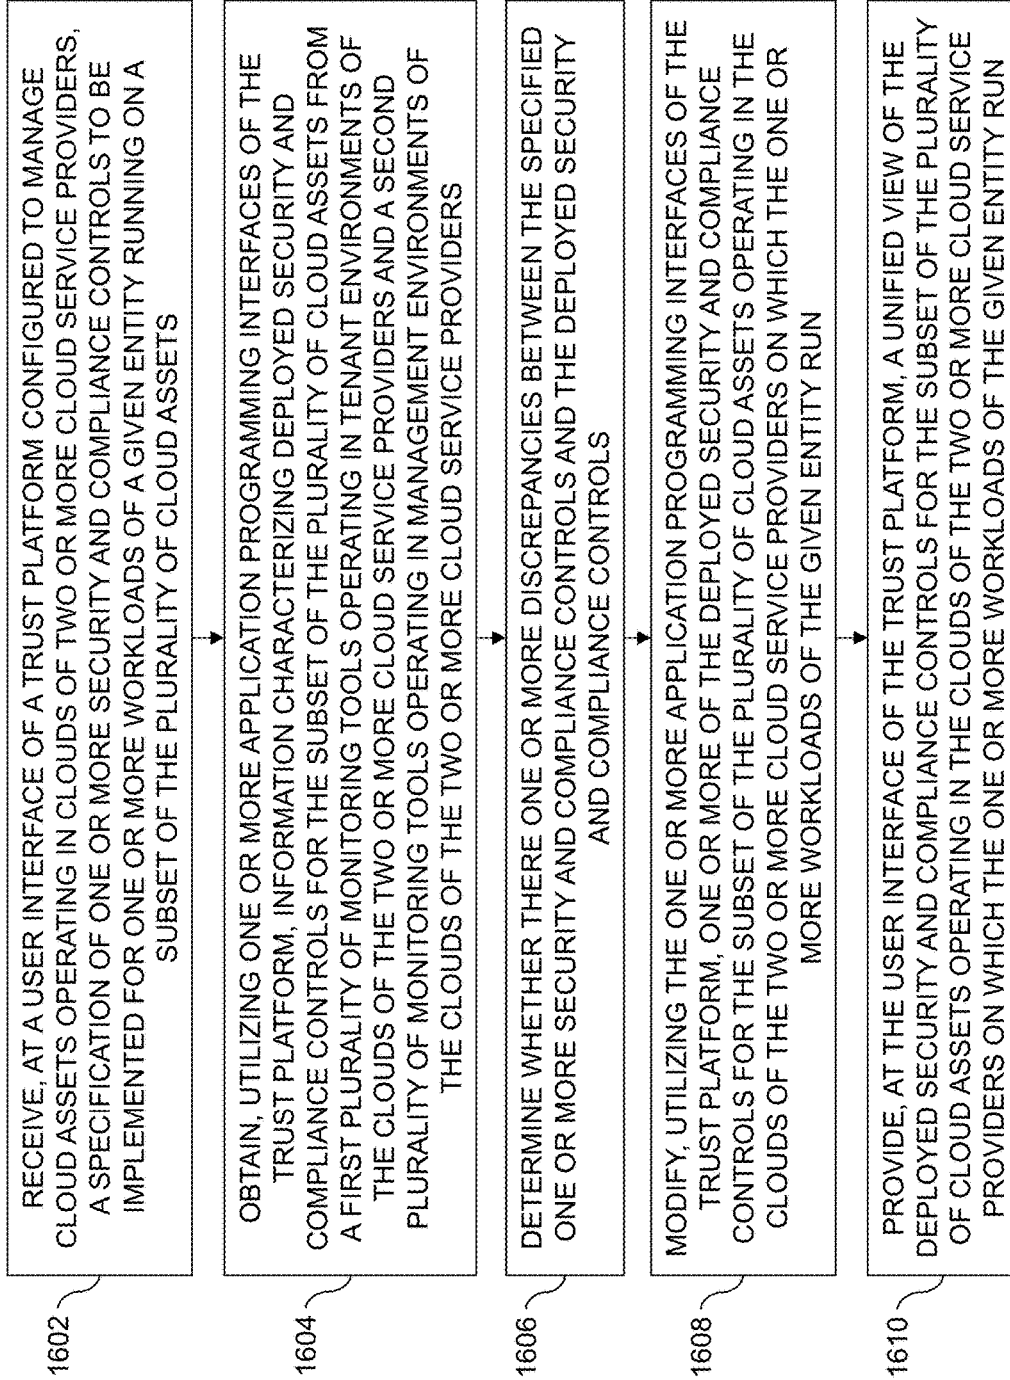 1602
RECEIVE, AT A USER INTERFACE OF A TRUST PLATFORM CONFIGURED TO MANAGE
CLOUD ASSETS OPERATING IN CLOUDS OF TWO OR MORE CLOUD SERVICE PROVIDERS,
A SPECIFICATION OF ONE OR MORE SECURITY AND COMPLIANCE CONTROLS TO BE
IMPLEMENTED FOR ONE OR MORE WORKLOADS OF A GIVEN ENTITY RUNNING ON A
SUBSET OF THE PLURALITY OF CLOUD ASSETS
1604
OBTAIN, UTILIZING ONE OR MORE APPLICATION PROGRAMMING INTERFACES OF THE
TRUST PLATFORM, INFORMATION CHARACTERIZING DEPLOYED SECURITY AND
COMPLIANCE CONTROLS FOR THE SUBSET OF THE PLURALITY OF CLOUD ASSETS FROM
A FIRST PLURALITY OF MONITORING TOOLS OPERATING IN TENANT ENVIRONMENTS OF
THE CLOUDS OF THE TWO OR MORE CLOUD SERVICE PROVIDERS AND A SECOND
PLURALITY OF MONITORING TOOLS OPERATING IN MANAGEMENT ENVIRONMENTS OF
THE CLOUDS OF THE TWO OR MORE CLOUD SERVICE PROVIDERS
1606
DETERMINE WHETHER THERE ONE OR MORE DISCREPANCIES BETWEEN THE SPECIFIED
ONE OR MORE SECURITY AND COMPLIANCE CONTROLS AND THE DEPLOYED SECURITY
AND COMPLIANCE CONTROLS
1608
MODIFY, UTILIZING THE ONE OR MORE APPLICATION PROGRAMMING INTERFACES OF THE
TRUST PLATFORM, ONE OR MORE OF THE DEPLOYED SECURITY AND COMPLIANCE
CONTROLS FOR THE SUBSET OF THE PLURALITY OF CLOUD ASSETS OPERATING IN THE
CLOUDS OF THE TWO OR MORE CLOUD SERVICE PROVIDERS ON WHICH THE ONE OR
MORE WORKLOADS OF THE GIVEN ENTITY RUN
1610
PROVIDE, AT THE USER INTERFACE OF THE TRUST PLATFORM, A UNIFIED VIEW OF THE
DEPLOYED SECURITY AND COMPLIANCE CONTROLS FOR THE SUBSET OF THE PLURALITY
OF CLOUD ASSETS OPERATING IN THE CLOUDS OF THE TWO OR MORE CLOUD SERVICE
PROVIDERS ON WHICH THE ONE OR MORE WORKLOADS OF THE GIVEN ENTITY RUN